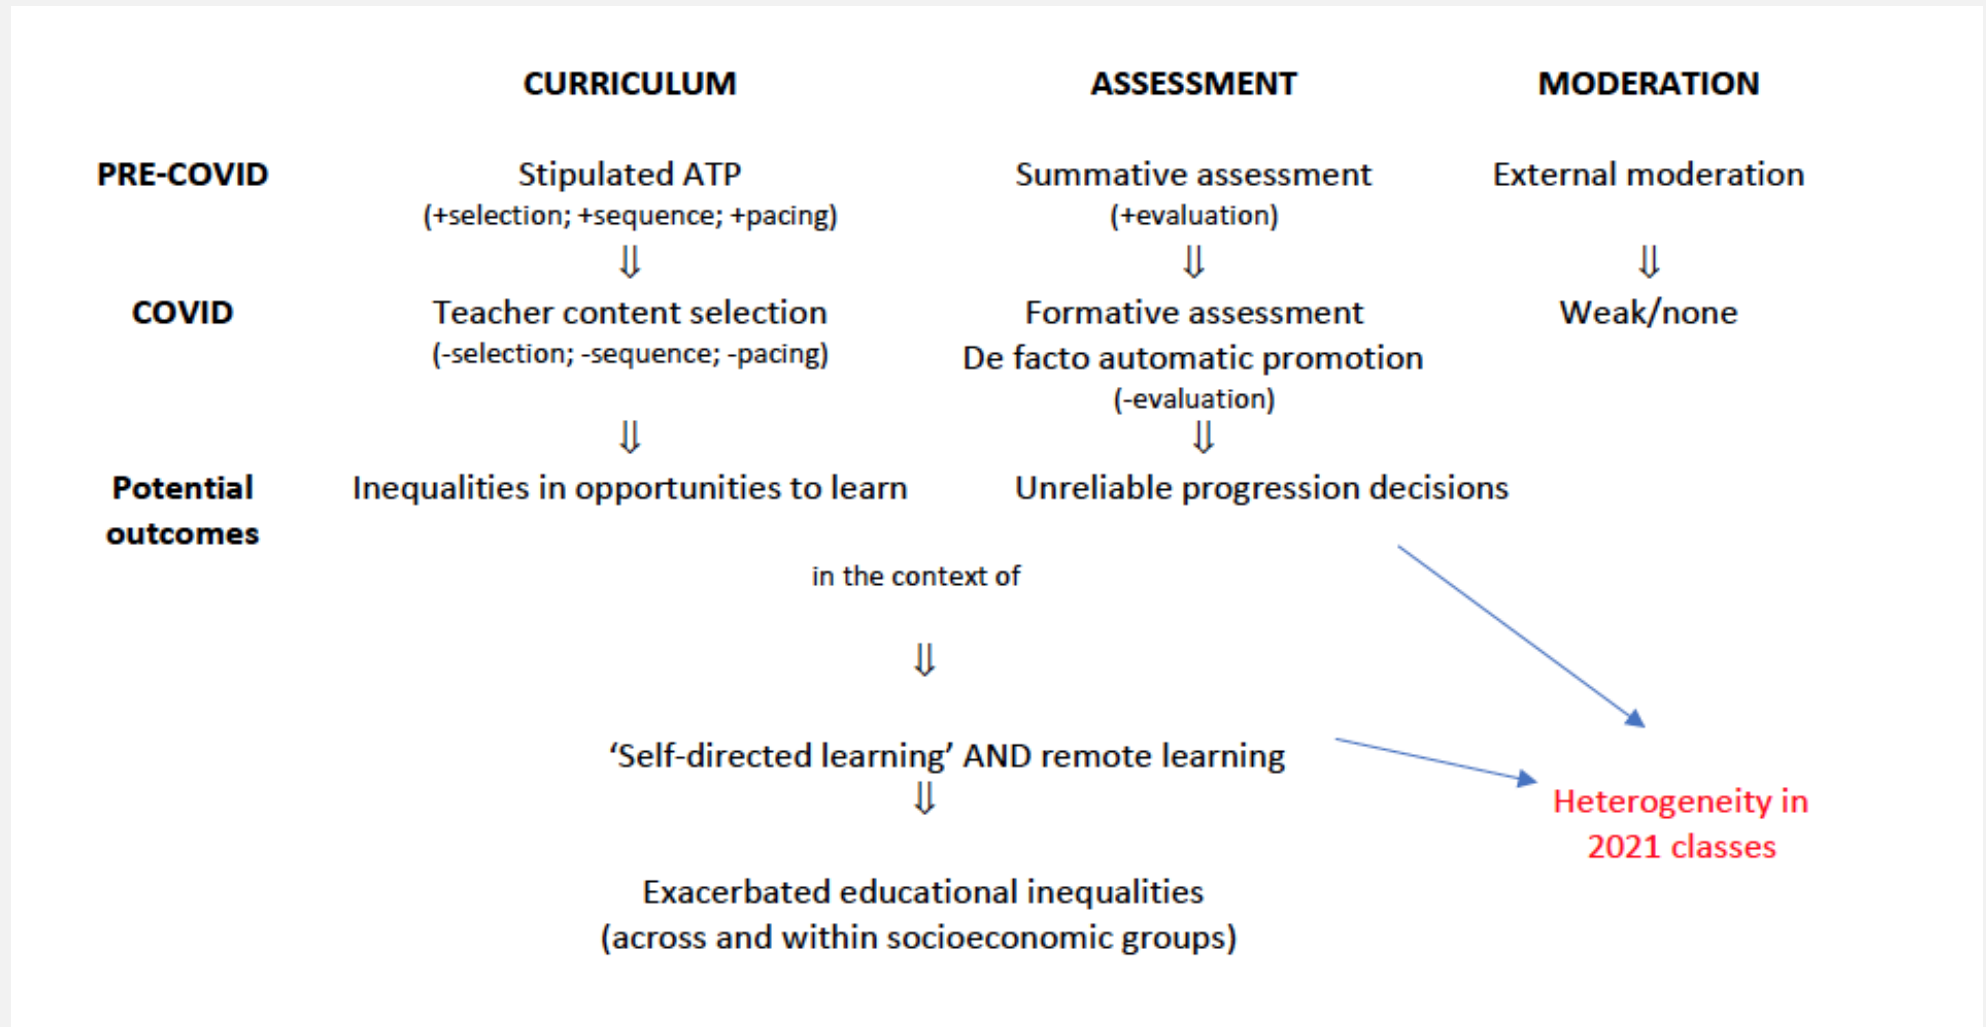 CURRICULUM ASSESSMENT MODERATION
PRE-COVID Stipulated ATP Summative assessment External moderation
(+selection; +sequence; +pacing) (+evaluation)
⇓ ⇓ ⇓
COVID Teacher content selection Formative assessment Weak/none
(-selection; -sequence; -pacing) De facto automatic promotion
(-evaluation)
⇓ ⇓
Potential Inequalities in opportunities to learn Unreliable progression decisions
outcomes
in the context of
⇓
‘Self-directed learning’ AND remote learning
⇓
Heterogeneity in
2021 classes
Exacerbated educational inequalities
(across and within socioeconomic groups)